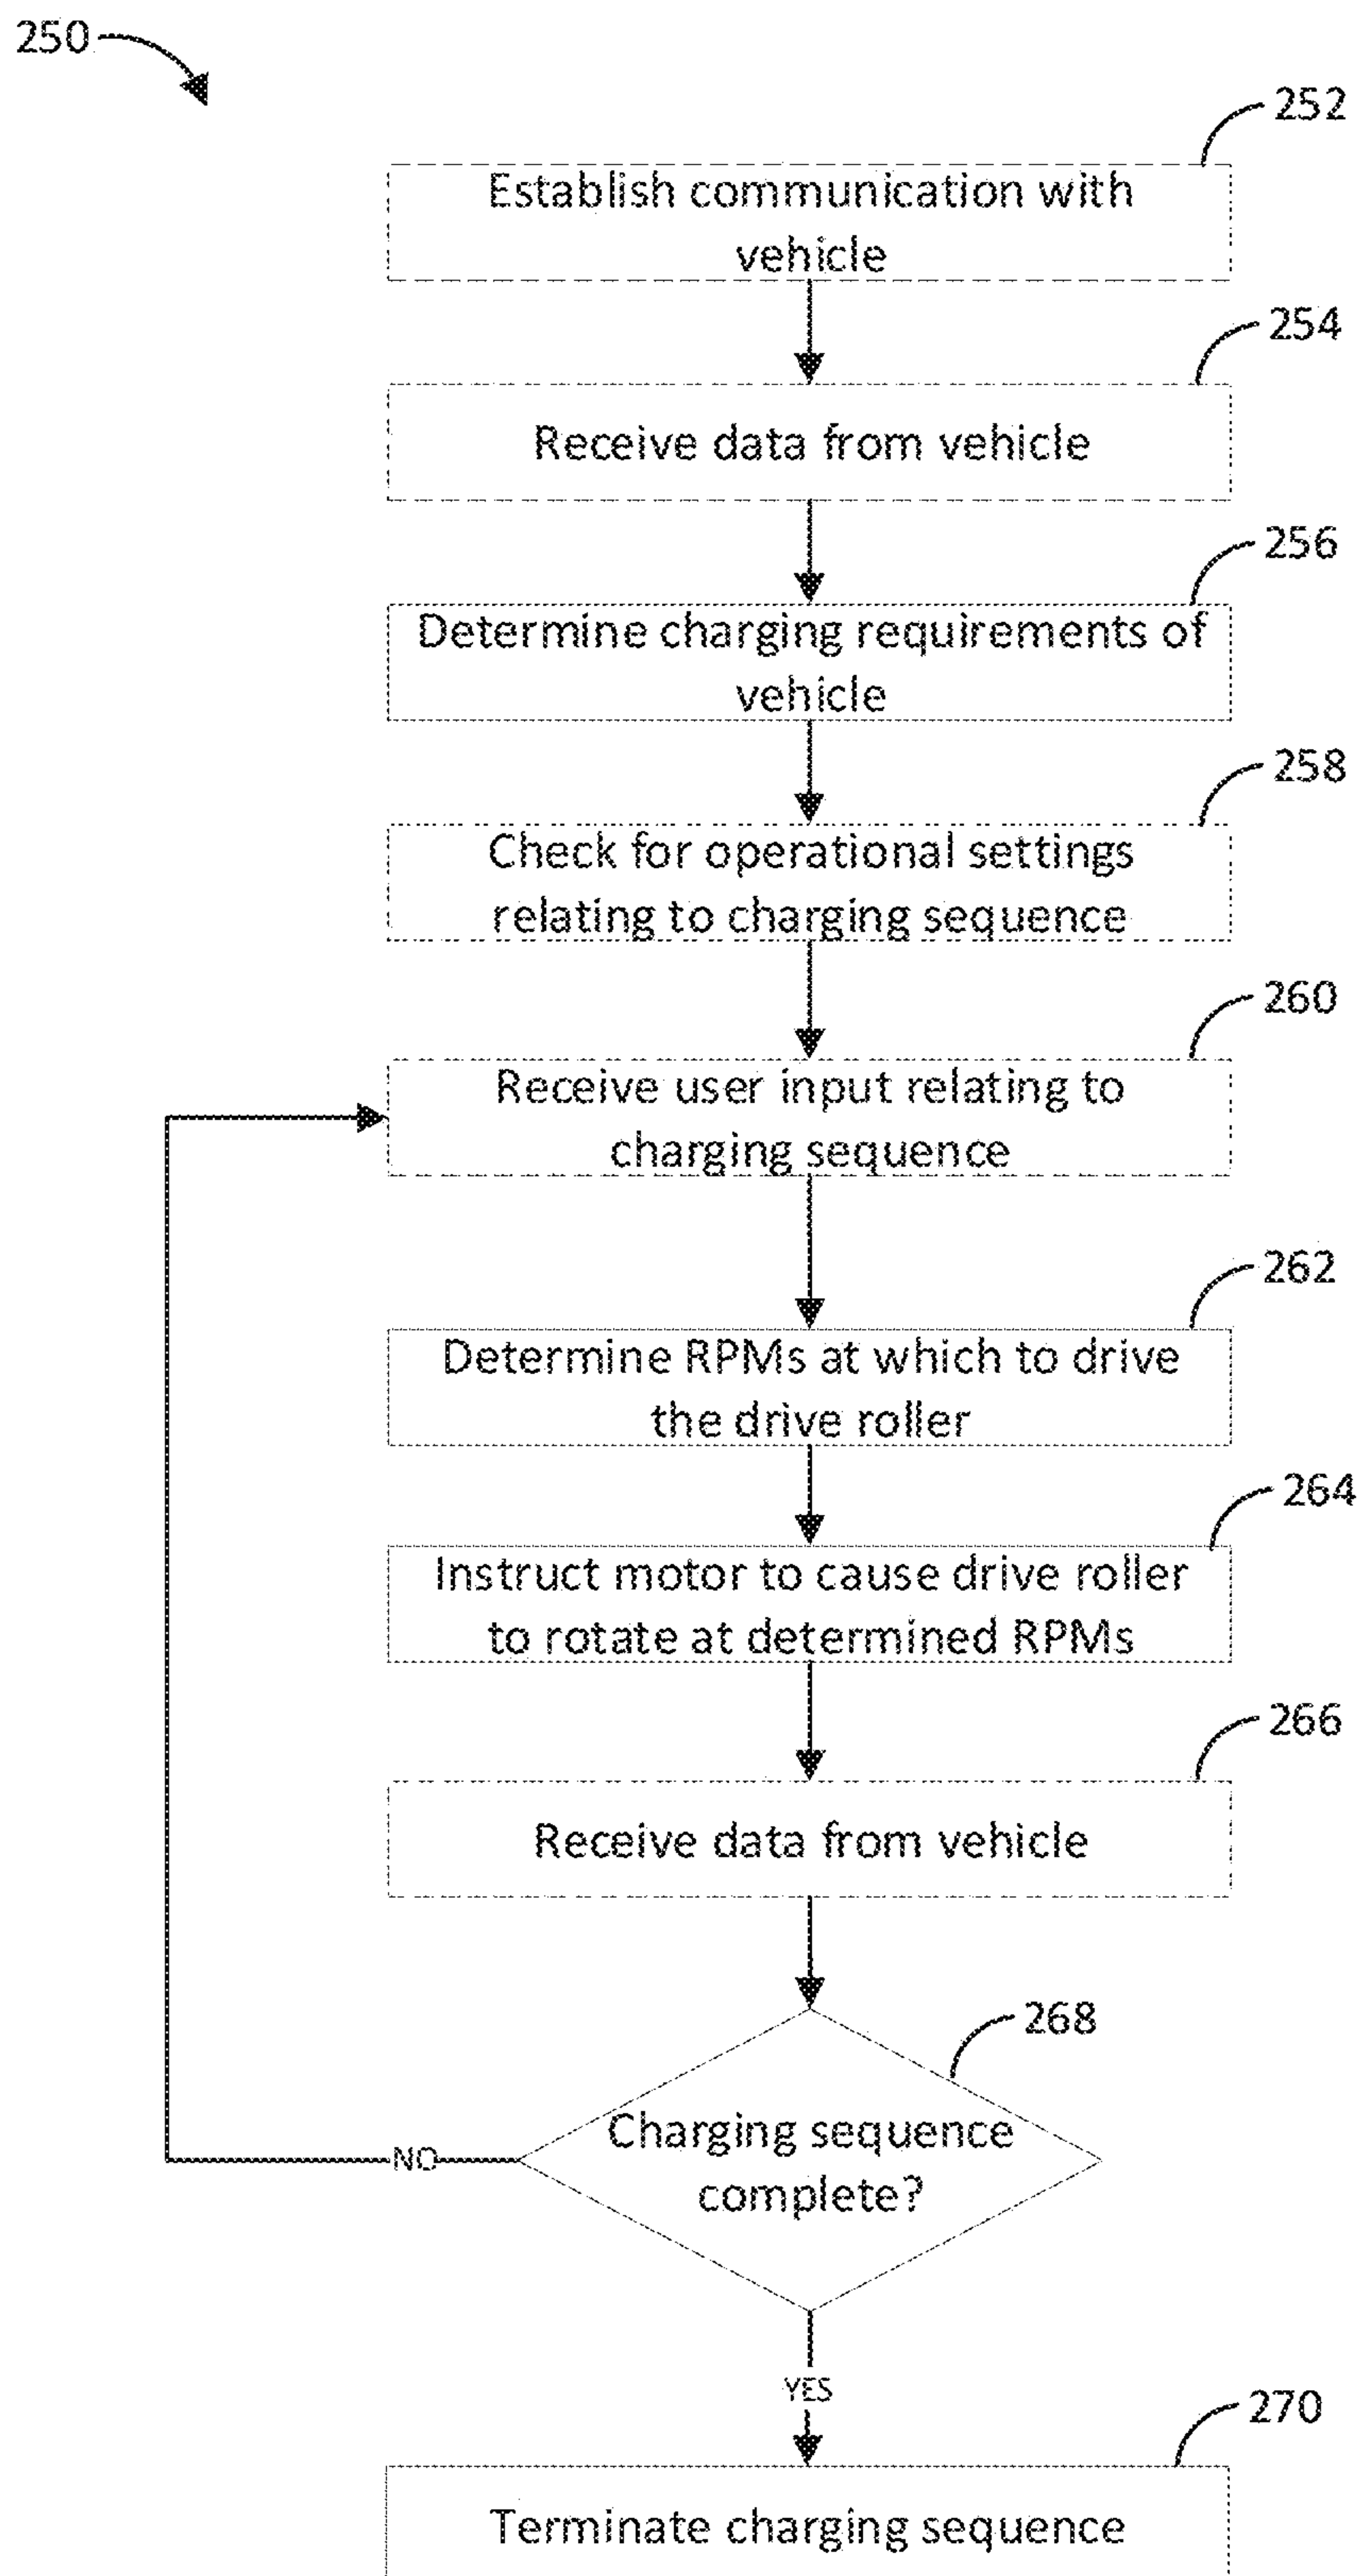 250
252
Establish communication with
vehicle
254
Receive data from vehicle
256
Determine charging requirements of
vehicle
258
Check for operational settings
relating to charging sequence
260
Receive user input relating to
charging sequence
262
Determine RPMs at which to drive
the drive roller
264
Instruct motor to cause drive roller
to rotate at determined RPMs
266
Receive data from vehicle
268
Charging sequence
complete?
NO
YES
270
Terminate charging sequence